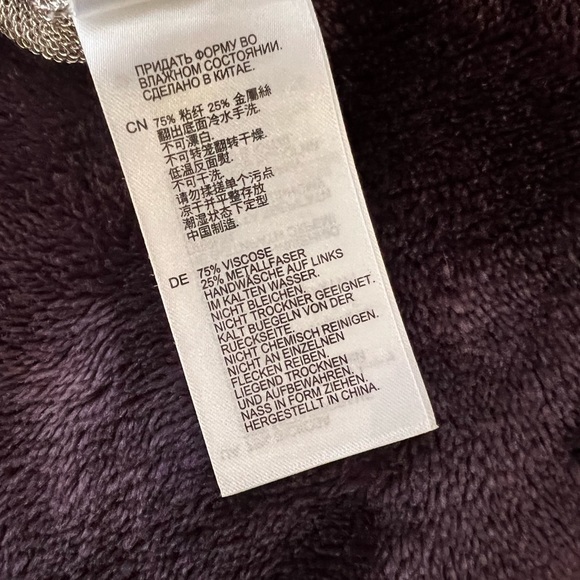 ПРИДАТЬ ФОРМУ ВО
ВЛАЖНОМ СОСТОЯНИИ.
СДЕЛАНО В КИТАЕ.
CN 75% 粘纤 25% 金屬絲
翻出底面冷水手洗.
不可漂白.
不可转笼翻转干燥.
低温反面熨.
不可干洗.
请勿揉搓单个污点
凉干并平整存放
潮湿状态下定型
中国制造.
DE 75% VISCOSE
25% METALLFASER
HANDWÄSCHE AUF LINKS
IM KALTEN WASSER.
NICHT BLEICHEN.
NICHT TROCKNER GEEIGNET.
KALT BUEGELN VON DER
RUECKSEITE.
NICHT CHEMISCH REINIGEN.
NICHT AN EINZELNEN
FLECKEN REIBEN.
LIEGEND TROCKNEN
UND AUFBEWAHREN.
NASS IN FORM ZIEHEN.
HERGESTELLT IN CHINA.